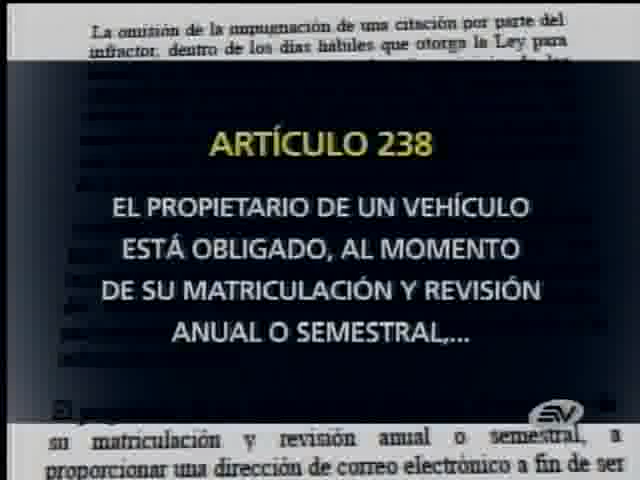 La omisión de la impugnación de una citación por parte del
infractor, dentro de los días hábiles que otorga la Ley para
ARTÍCULO 238
EL PROPIETARIO DE UN VEHÍCULO
ESTÁ OBLIGADO, AL MOMENTO
DE SU MATRICULACIÓN Y REVISIÓN
ANUAL O SEMESTRAL,...
El
su matriculación y revisión anual o semestral, a
proporcionar una dirección de correo electrónico a fin de ser